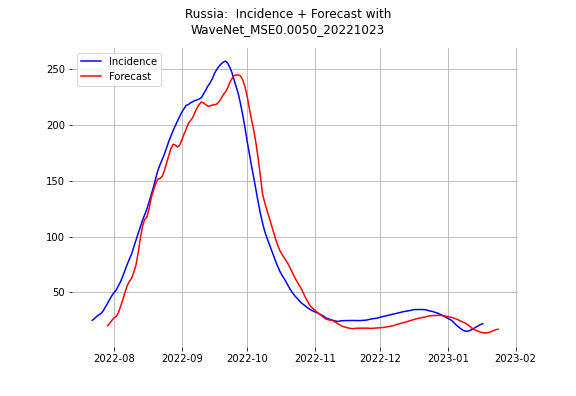 Russia:  Incidence + Forecast with
WaveNet_MSE0.0050_20221023
Incidence
Forecast
250
200
150
100
50
2022-08 2022-09 2022-10 2022-11 2022-12 2023-01 2023-02